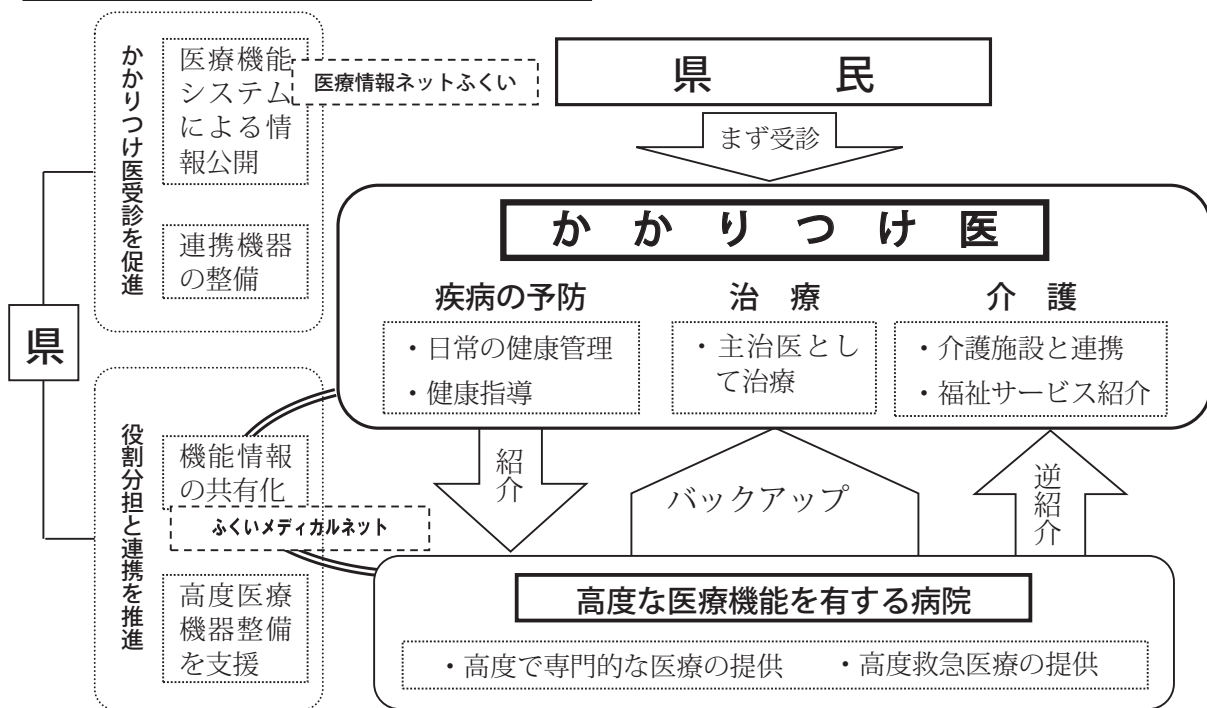 かかりつけ医受診を促進
医療機能
システム
による情
報公開
医療情報ネットふくい
連携機器
の整備
県
県 民
まず受診
かかりつけ医
疾病の予防
・日常の健康管理
・健康指導
治 療
・主治医とし
て治療
介 護
・介護施設と連携
・福祉サービス紹介
役割分担と連携を推進
機能情報
の共有化
ふくいメディカルネット
高度医療
機器整備
を支援
紹介
バックアップ
逆紹介
高度な医療機能を有する病院
・高度で専門的な医療の提供
・高度救急医療の提供